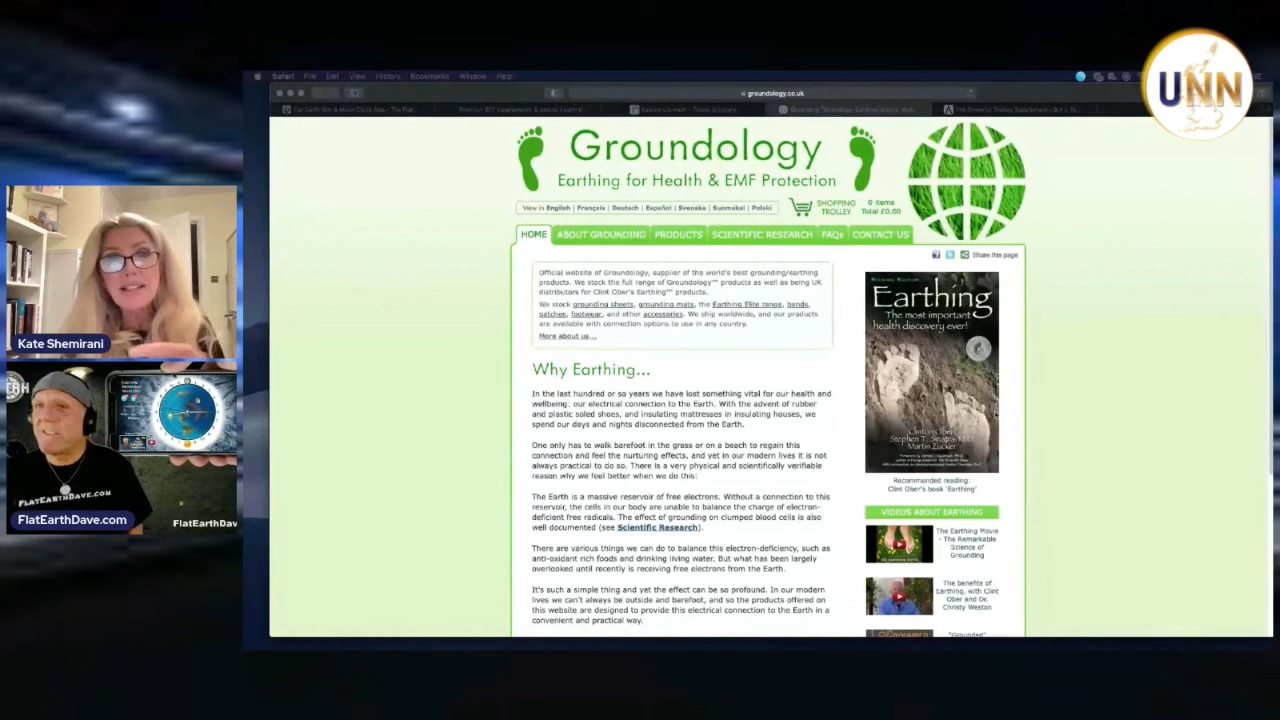 UNN
Safari File Edit View History Bookmarks Window Help
groundology.co.uk
Groundology
Earthing for Health & EMF Protection
View in English | Français | Deutsch | Español | Svenska | Suomeksi | Polski
SHOPPING
TROLLEY
0 items
Total £0.00
HOME ABOUT GROUNDING PRODUCTS SCIENTIFIC RESEARCH FAQs CONTACT US
Share this page
Official website of Groundology, supplier of the world's best grounding/earthing
products. We stock the full range of Groundology™ products as well as being UK
distributors for Clint Ober's Earthing™ products.
We stock grounding sheets, grounding mats, the Earthing Elite range, bands,
patches, footwear, and other accessories. We ship worldwide, and our products
are available with connection options to use in any country.
More about us...
Why Earthing...
In the last hundred or so years we have lost something vital for our health and
wellbeing: our electrical connection to the Earth. With the advent of rubber
and plastic soled shoes, and insulating mattresses in insulating houses, we
spend our days and nights disconnected from the Earth.
One only has to walk barefoot in the grass or on a beach to regain this
connection and feel the nurturing effects, and yet in our modern lives it is not
always practical to do so. There is a very physical and scientifically verifiable
reason why we feel better when we do this:
The Earth is a massive reservoir of free electrons. Without a connection to this
reservoir, the cells in our body are unable to balance the charge of electron-
deficient free radicals. The effect of grounding on clumped blood cells is also
well documented (see Scientific Research).
There are various things we can do to balance this electron-deficiency, such as
anti-oxidant rich foods and drinking living water. But what has been largely
overlooked until recently is receiving free electrons from the Earth.
It's such a simple thing and yet the effect can be so profound. In our modern
lives we can't always be outside and barefoot, and so the products offered on
this website are designed to provide this electrical connection to the Earth in a
convenient and practical way.
Earthing
The most important
health discovery ever!
Clinton Ober
Stephen T. Sinatra, M.D.
Martin Zucker
Recommended reading:
Clint Ober's book 'Earthing'
VIDEOS ABOUT EARTHING
The Earthing Movie
- The Remarkable
Science of
Grounding
The benefits of
Earthing, with Clint
Ober and Dr.
Christy Weston
"Grounded"
Kate Shemirani
FLATEARTHDAVE.COM
FlatEarthDave.com
FLATEARTHDAV